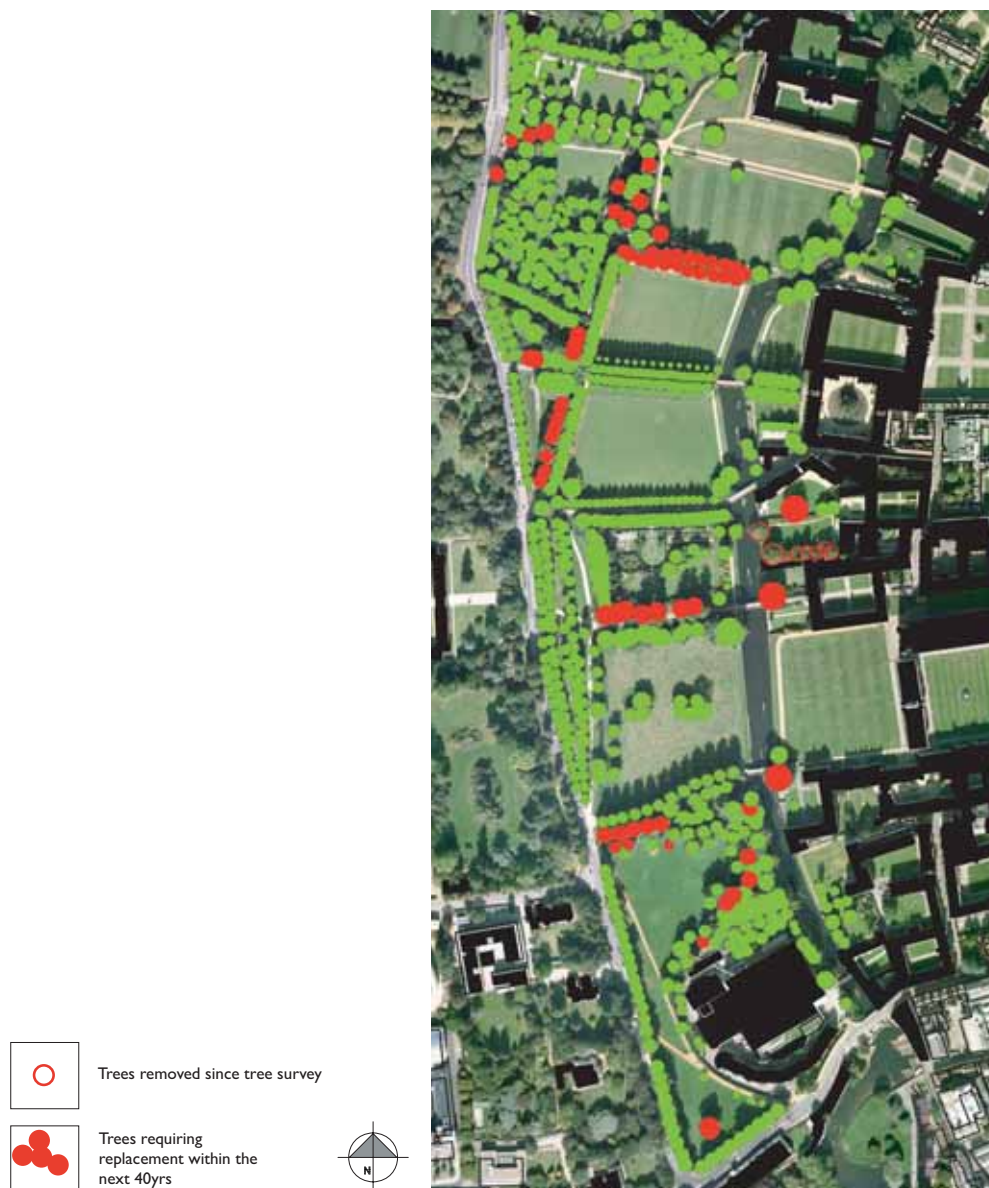 Trees removed since tree survey
Trees requiring
replacement within the
next 40yrs
N